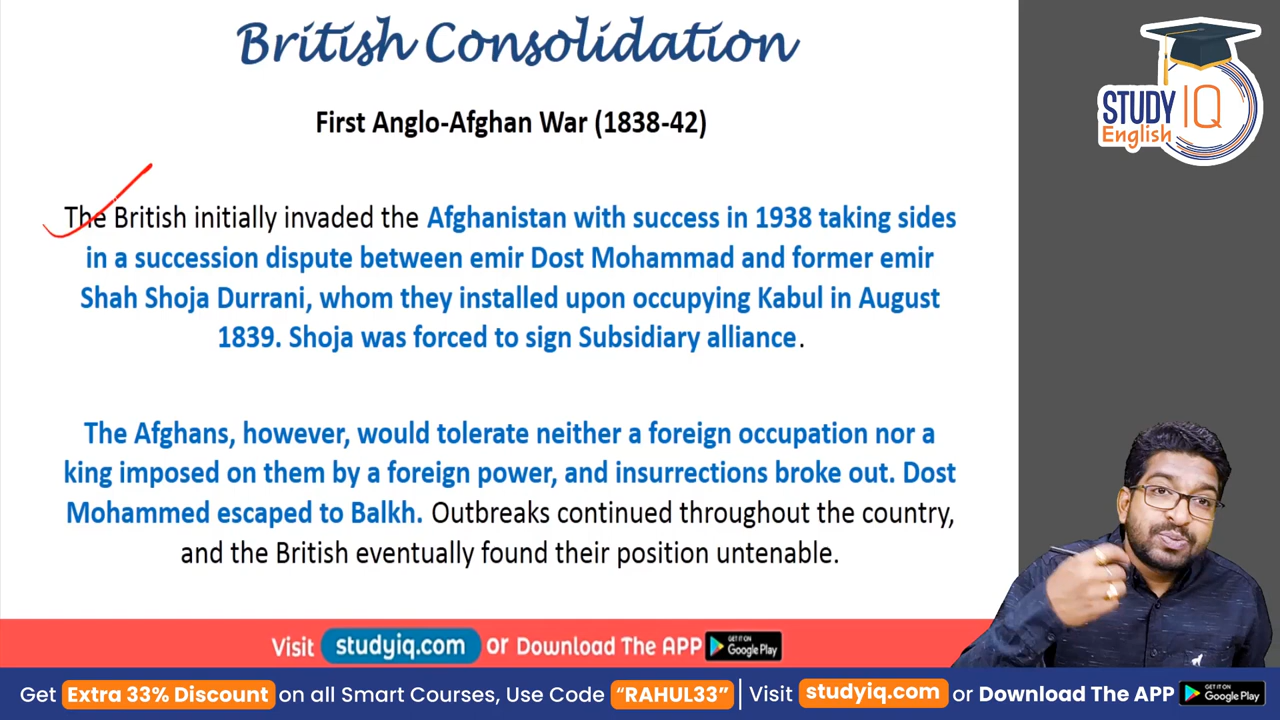 British Consolidation
First Anglo-Afghan War (1838-42)
The British initially invaded the Afghanistan with success in 1938 taking sides
in a succession dispute between emir Dost Mohammad and former emir
Shah Shoja Durrani, whom they installed upon occupying Kabul in August
1839. Shoja was forced to sign Subsidiary alliance.
The Afghans, however, would tolerate neither a foreign occupation nor a
king imposed on them by a foreign power, and insurrections broke out. Dost
Mohammed escaped to Balkh. Outbreaks continued throughout the country,
and the British eventually found their position untenable.
STUDY IQ
English
Visit studyiq.com or Download The APP GET IT ON Google Play
Get Extra 33% Discount on all Smart Courses, Use Code “RAHUL33” Visit studyiq.com or Download The APP GET IT ON Google Play